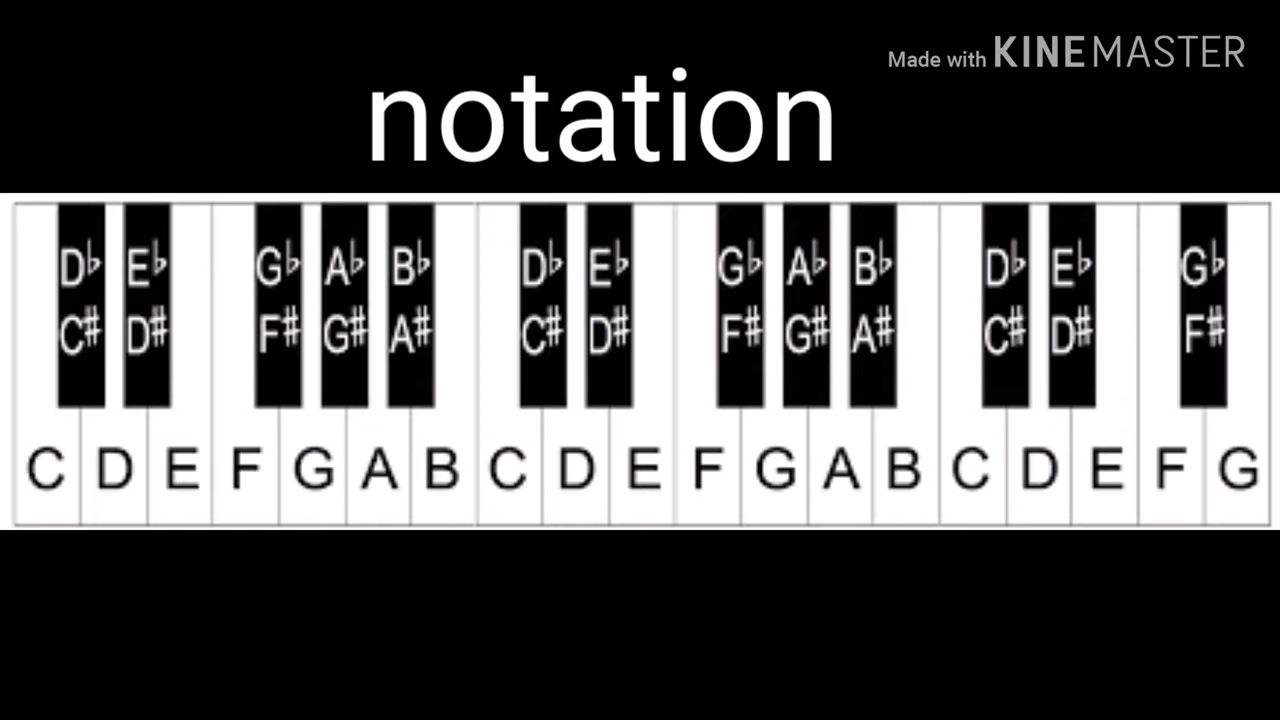 Made with KINEMASTER
notation
D♭ E♭ G♭ A♭ B♭ D♭ E♭ G♭ A♭ B♭ D♭ E♭ G♭
C♯ D♯ F♯ G♯ A♯ C♯ D♯ F♯ G♯ A♯ C♯ D♯ F♯
C D E F G A B C D E F G A B C D E F G